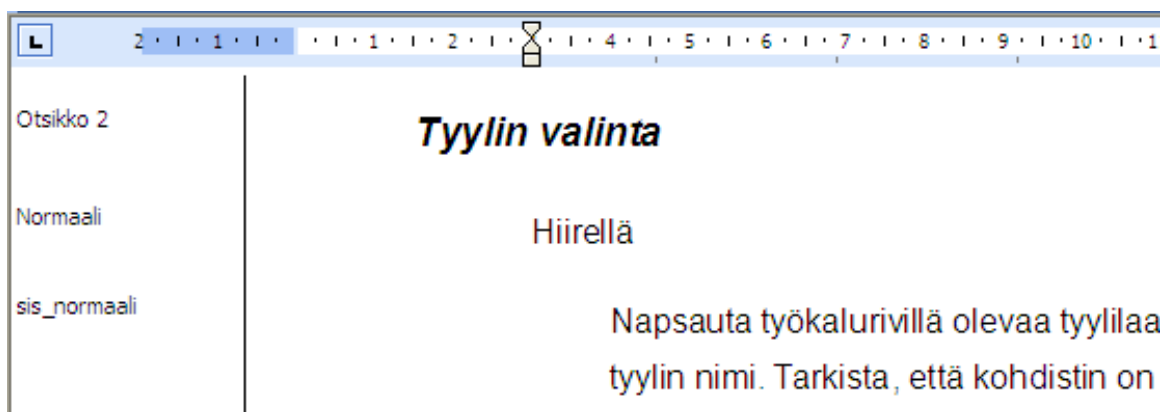 L 2 1 1 2 4 5 6 7 8 9 10 1
Otsikko 2 Tyylin valinta
Normaali Hiirellä
sis_normaali Napsauta työkalurivillä olevaa tyylilaa
tyylin nimi. Tarkista, että kohdistin on